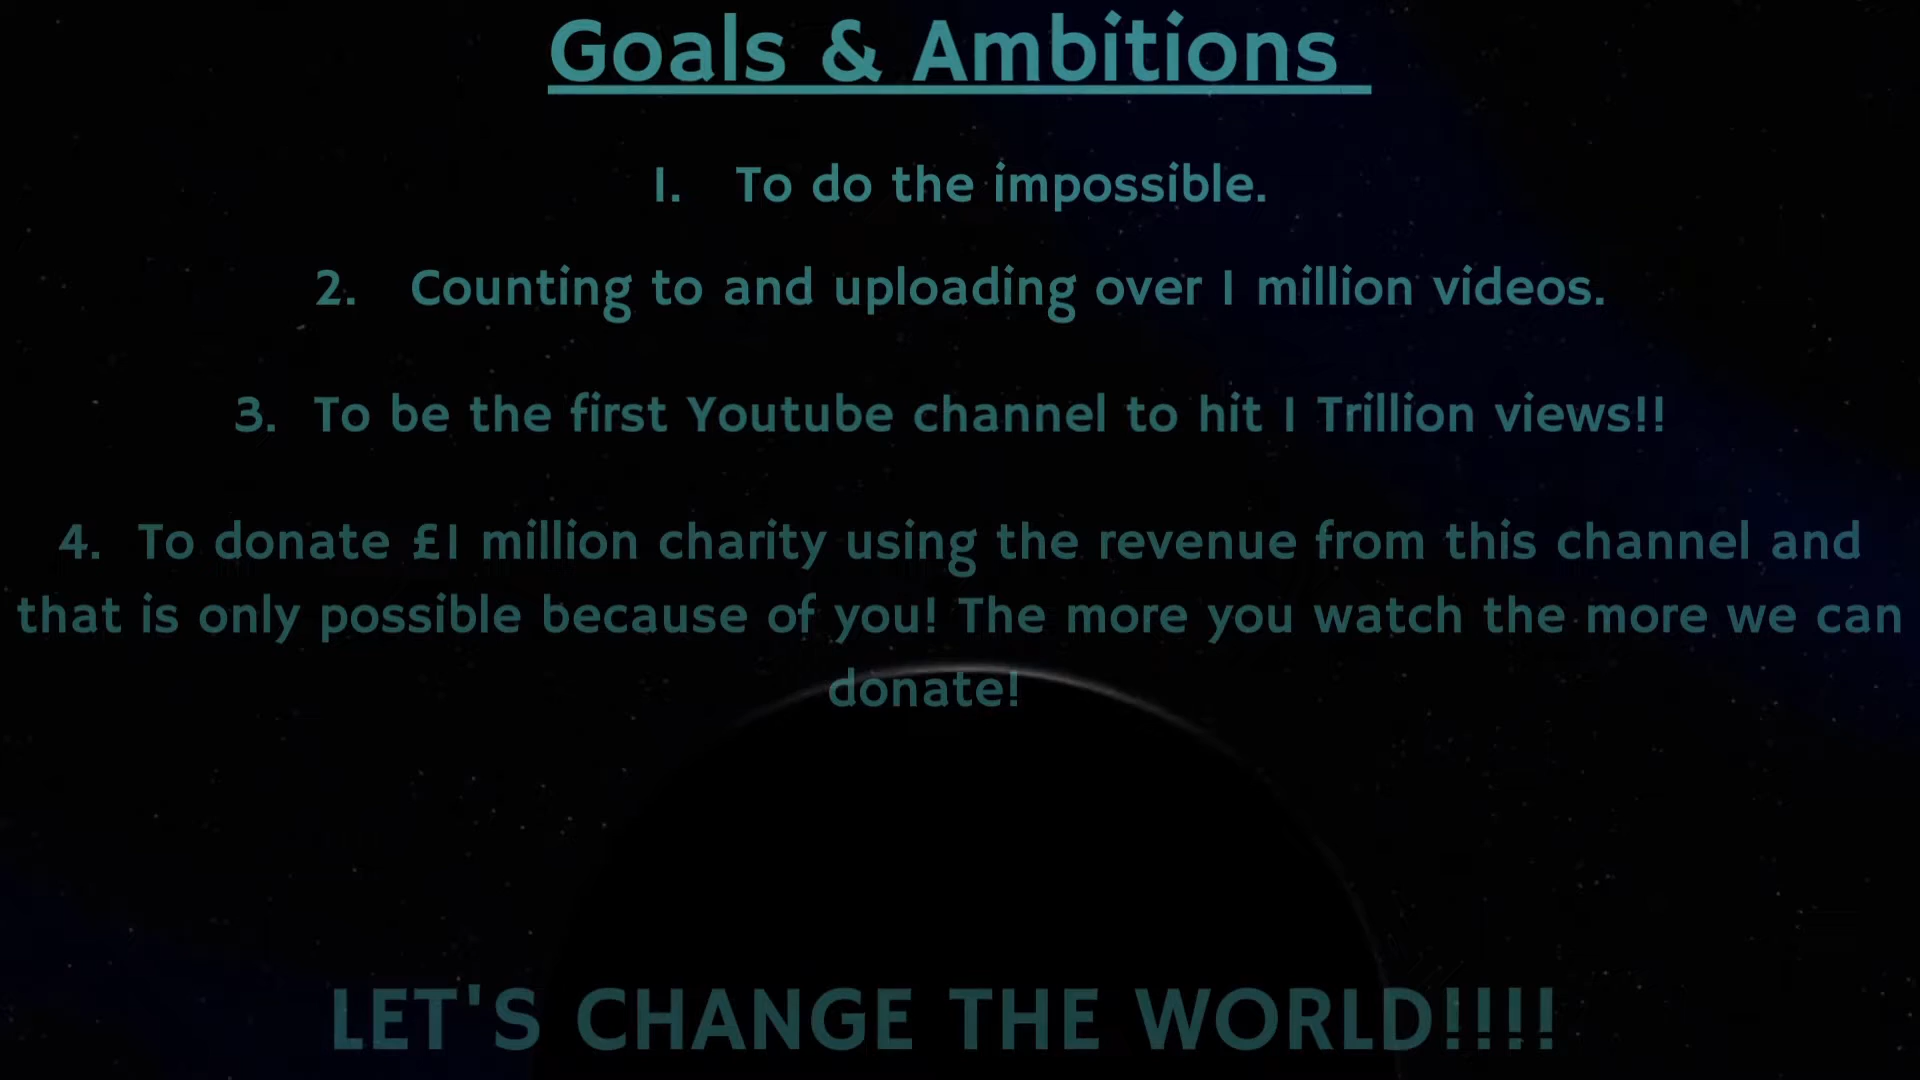 Goals & Ambitions
1. To do the impossible.
2. Counting to and uploading over 1 million videos.
3. To be the first Youtube channel to hit 1 Trillion views!!
4. To donate £1 million charity using the revenue from this channel and
that is only possible because of you! The more you watch the more we can
donate!
LET'S CHANGE THE WORLD!!!!